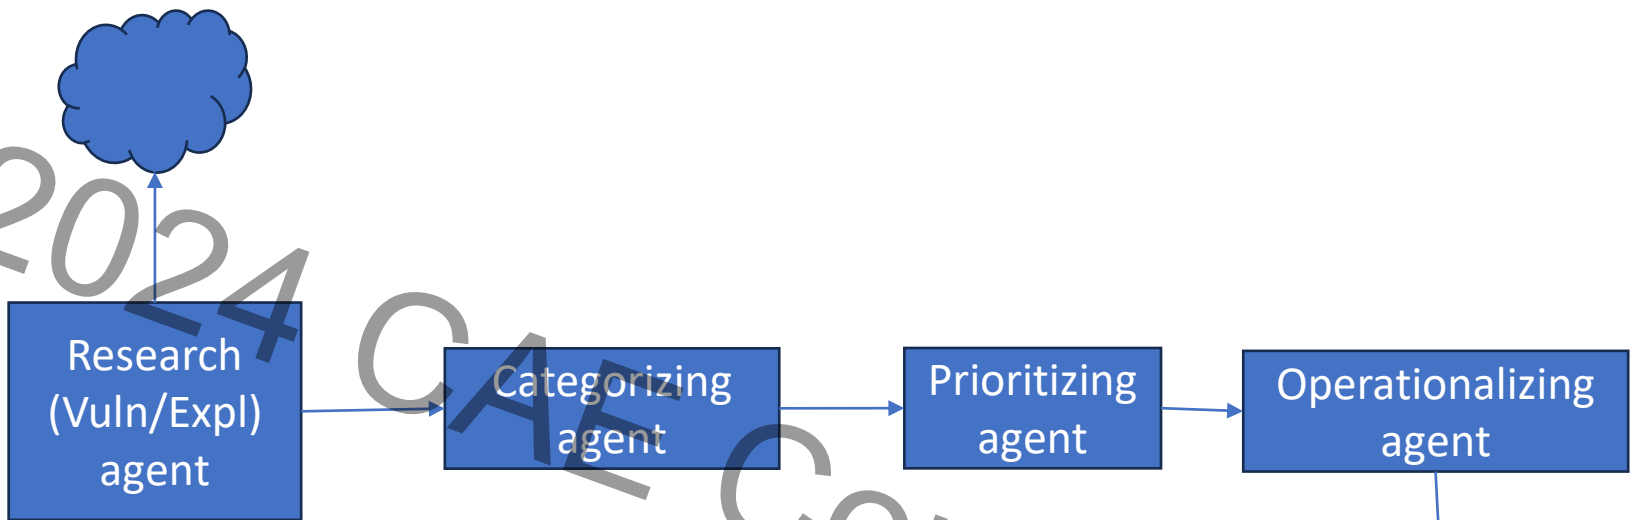 2024 CAE
Research
(Vuln/Expl)
agent
Categorizing
agent
Prioritizing
agent
Operationalizing
agent